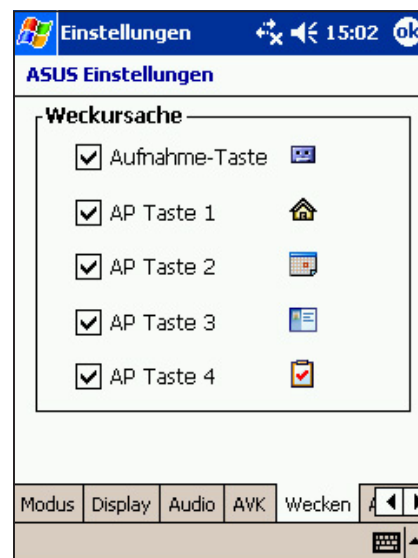 Einstellungen 15:02 ok
ASUS Einstellungen
Weckursache
Aufnahme-Taste
AP Taste 1
AP Taste 2
AP Taste 3
AP Taste 4
Modus Display Audio AVK Wecken